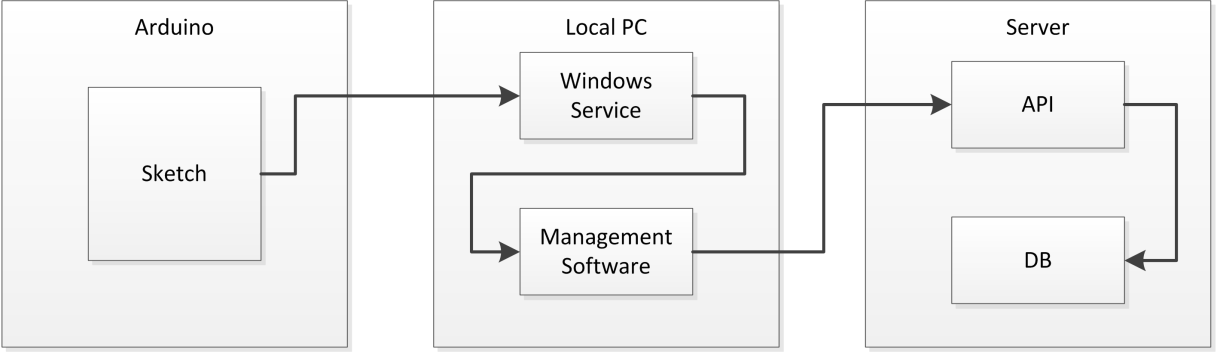 Arduino
Sketch
Local PC
Windows
Service
Management
Software
Server
API
DB